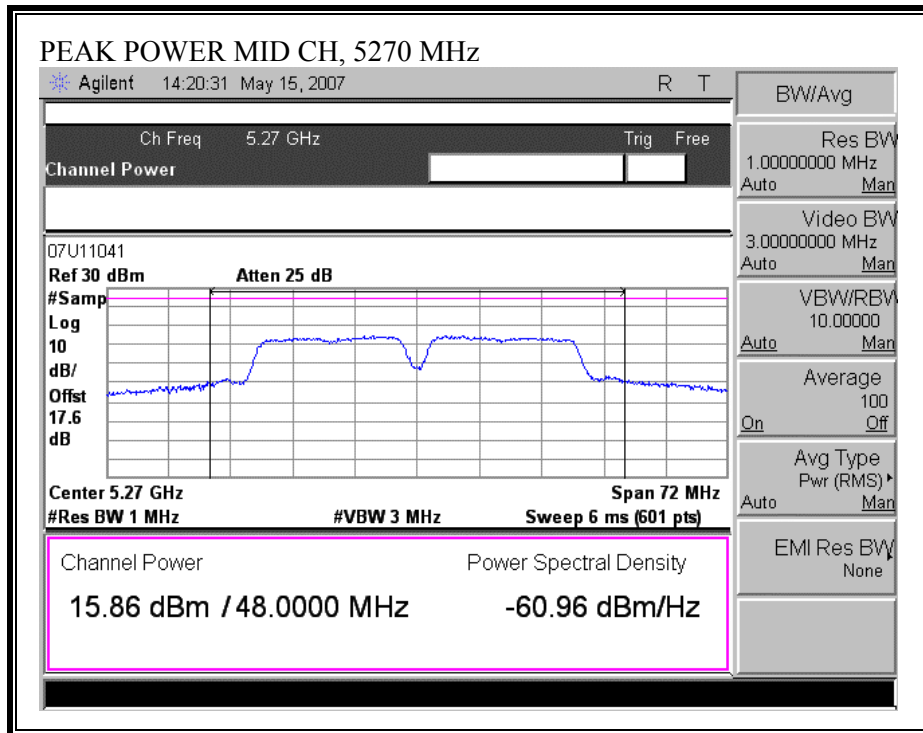 PEAK POWER MID CH, 5270 MHz
Agilent 14:20:31 May 15, 2007 R T
Ch Freq 5.27 GHz Trig Free
Channel Power
07U11041
Ref 30 dBm Atten 25 dB
#Samp
Log
10
dB/
Offst
17.6
dB
Center 5.27 GHz Span 72 MHz
#Res BW 1 MHz #VBW 3 MHz Sweep 6 ms (601 pts)
Channel Power Power Spectral Density
15.86 dBm / 48.0000 MHz -60.96 dBm/Hz
BW/Avg
Res BW
1.00000000 MHz
Auto Man
Video BW
3.00000000 MHz
Auto Man
VBW/RBW
10.00000
Auto Man
Average
100
On Off
Avg Type
Pwr (RMS)
Auto Man
EMI Res BW
None